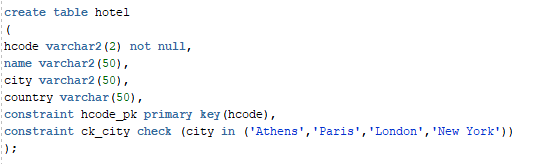 create table hotel
(
hcode varchar2(2) not null,
name varchar2(50),
city varchar2(50),
country varchar(50),
constraint hcode_pk primary key(hcode),
constraint ck_city check (city in ('Athens','Paris','London','New York'))
);